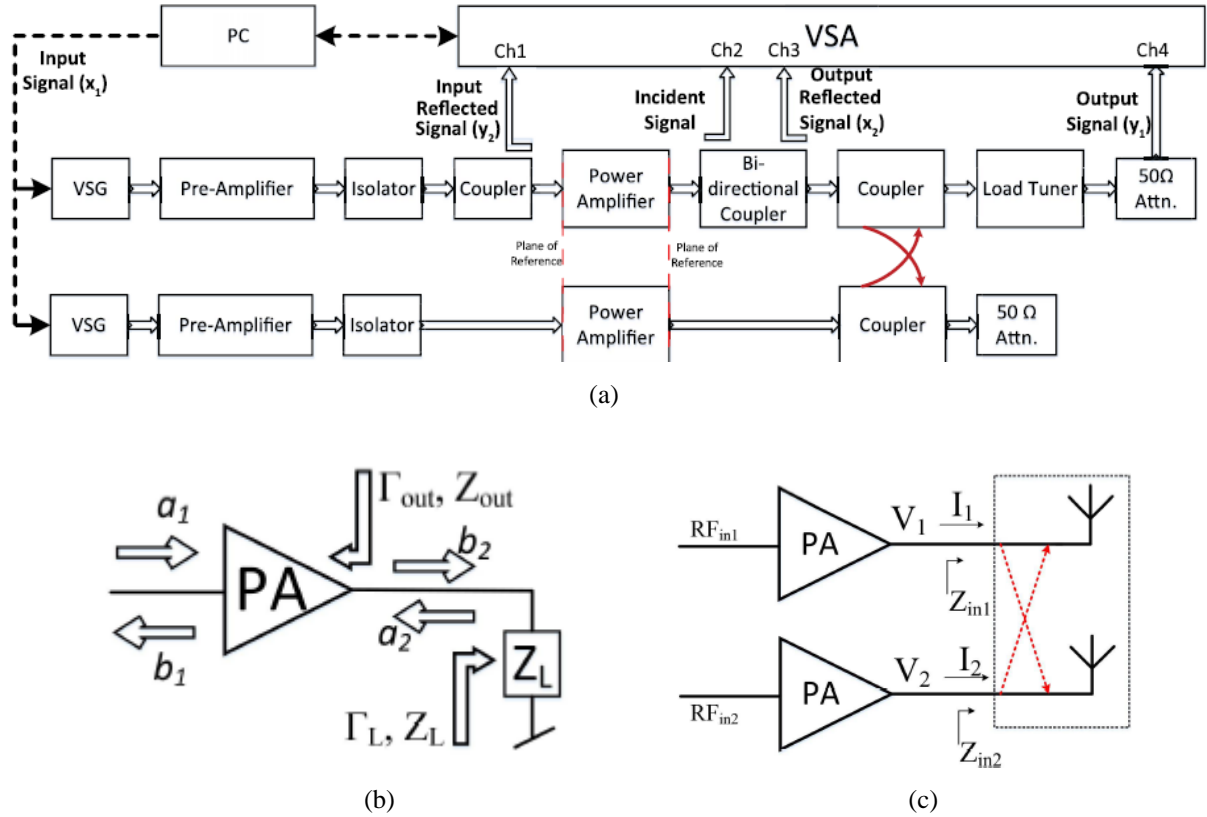 PC
VSA
Ch1
Ch2
Ch3
Ch4
Input
Signal (x₁)
Input
Reflected
Signal (y₂)
Incident
Signal
Output
Reflected
Signal (x₂)
Output
Signal (y₁)
VSG
Pre-Amplifier
Isolator
Coupler
Power
Amplifier
Bi-
directional
Coupler
Coupler
Load Tuner
50Ω
Attn.
Plane of
Reference
Plane of
Reference
VSG
Pre-Amplifier
Isolator
Power
Amplifier
Coupler
50 Ω
Attn.
(a)
Γout, Zout
a₁
b₂
PA
a₂
b₁
ZL
ΓL, ZL
(b)
RFin1
PA
V₁
I₁
Zin1
RFin2
PA
V₂
I₂
Zin2
(c)